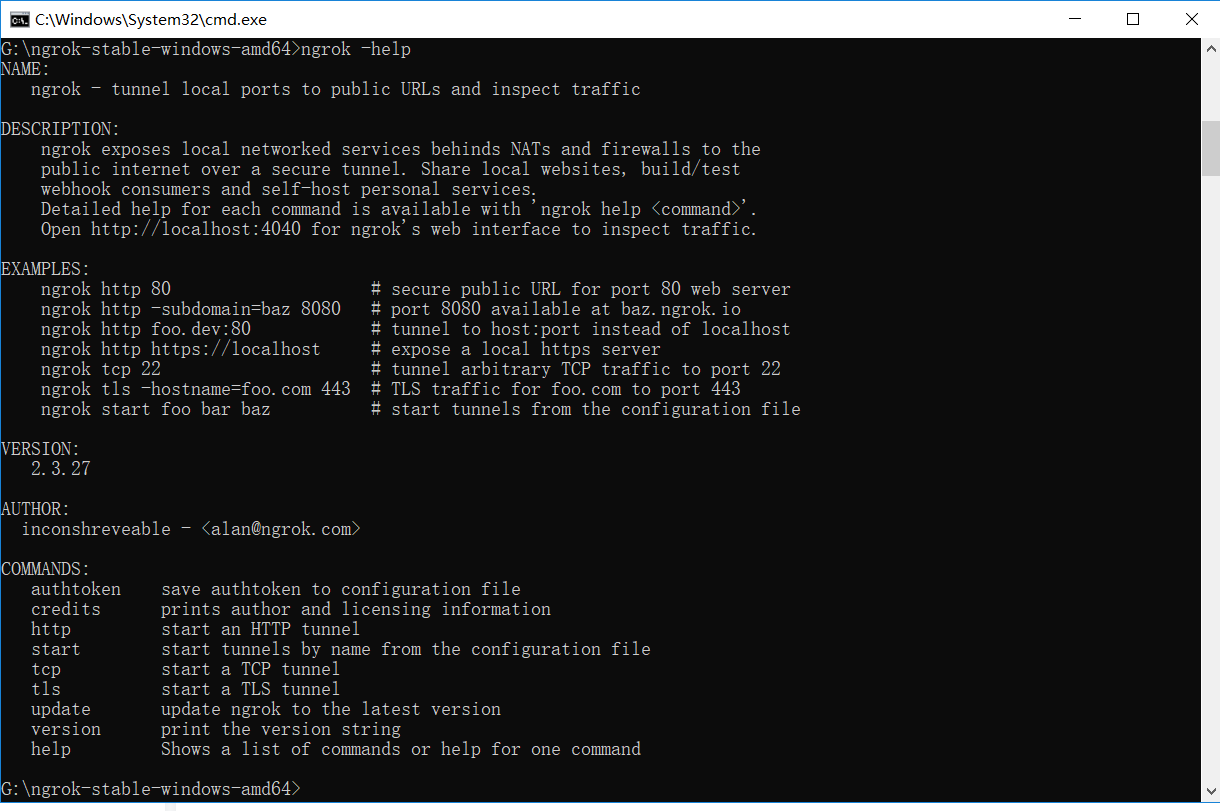 C:\Windows\System32\cmd.exe
G:\ngrok-stable-windows-amd64>ngrok -help
NAME:
   ngrok - tunnel local ports to public URLs and inspect traffic
DESCRIPTION:
    ngrok exposes local networked services behinds NATs and firewalls to the
    public internet over a secure tunnel. Share local websites, build/test
    webhook consumers and self-host personal services.
    Detailed help for each command is available with 'ngrok help <command>'.
    Open http://localhost:4040 for ngrok's web interface to inspect traffic.
EXAMPLES:
    ngrok http 80                    # secure public URL for port 80 web server
    ngrok http -subdomain=baz 8080   # port 8080 available at baz.ngrok.io
    ngrok http foo.dev:80            # tunnel to host:port instead of localhost
    ngrok http https://localhost     # expose a local https server
    ngrok tcp 22                     # tunnel arbitrary TCP traffic to port 22
    ngrok tls -hostname=foo.com 443  # TLS traffic for foo.com to port 443
    ngrok start foo bar baz          # start tunnels from the configuration file
VERSION:
   2.3.27
AUTHOR:
  inconshreveable - <alan@ngrok.com>
COMMANDS:
   authtoken    save authtoken to configuration file
   credits      prints author and licensing information
   http         start an HTTP tunnel
   start        start tunnels by name from the configuration file
   tcp          start a TCP tunnel
   tls          start a TLS tunnel
   update       update ngrok to the latest version
   version      print the version string
   help         Shows a list of commands or help for one command
G:\ngrok-stable-windows-amd64>